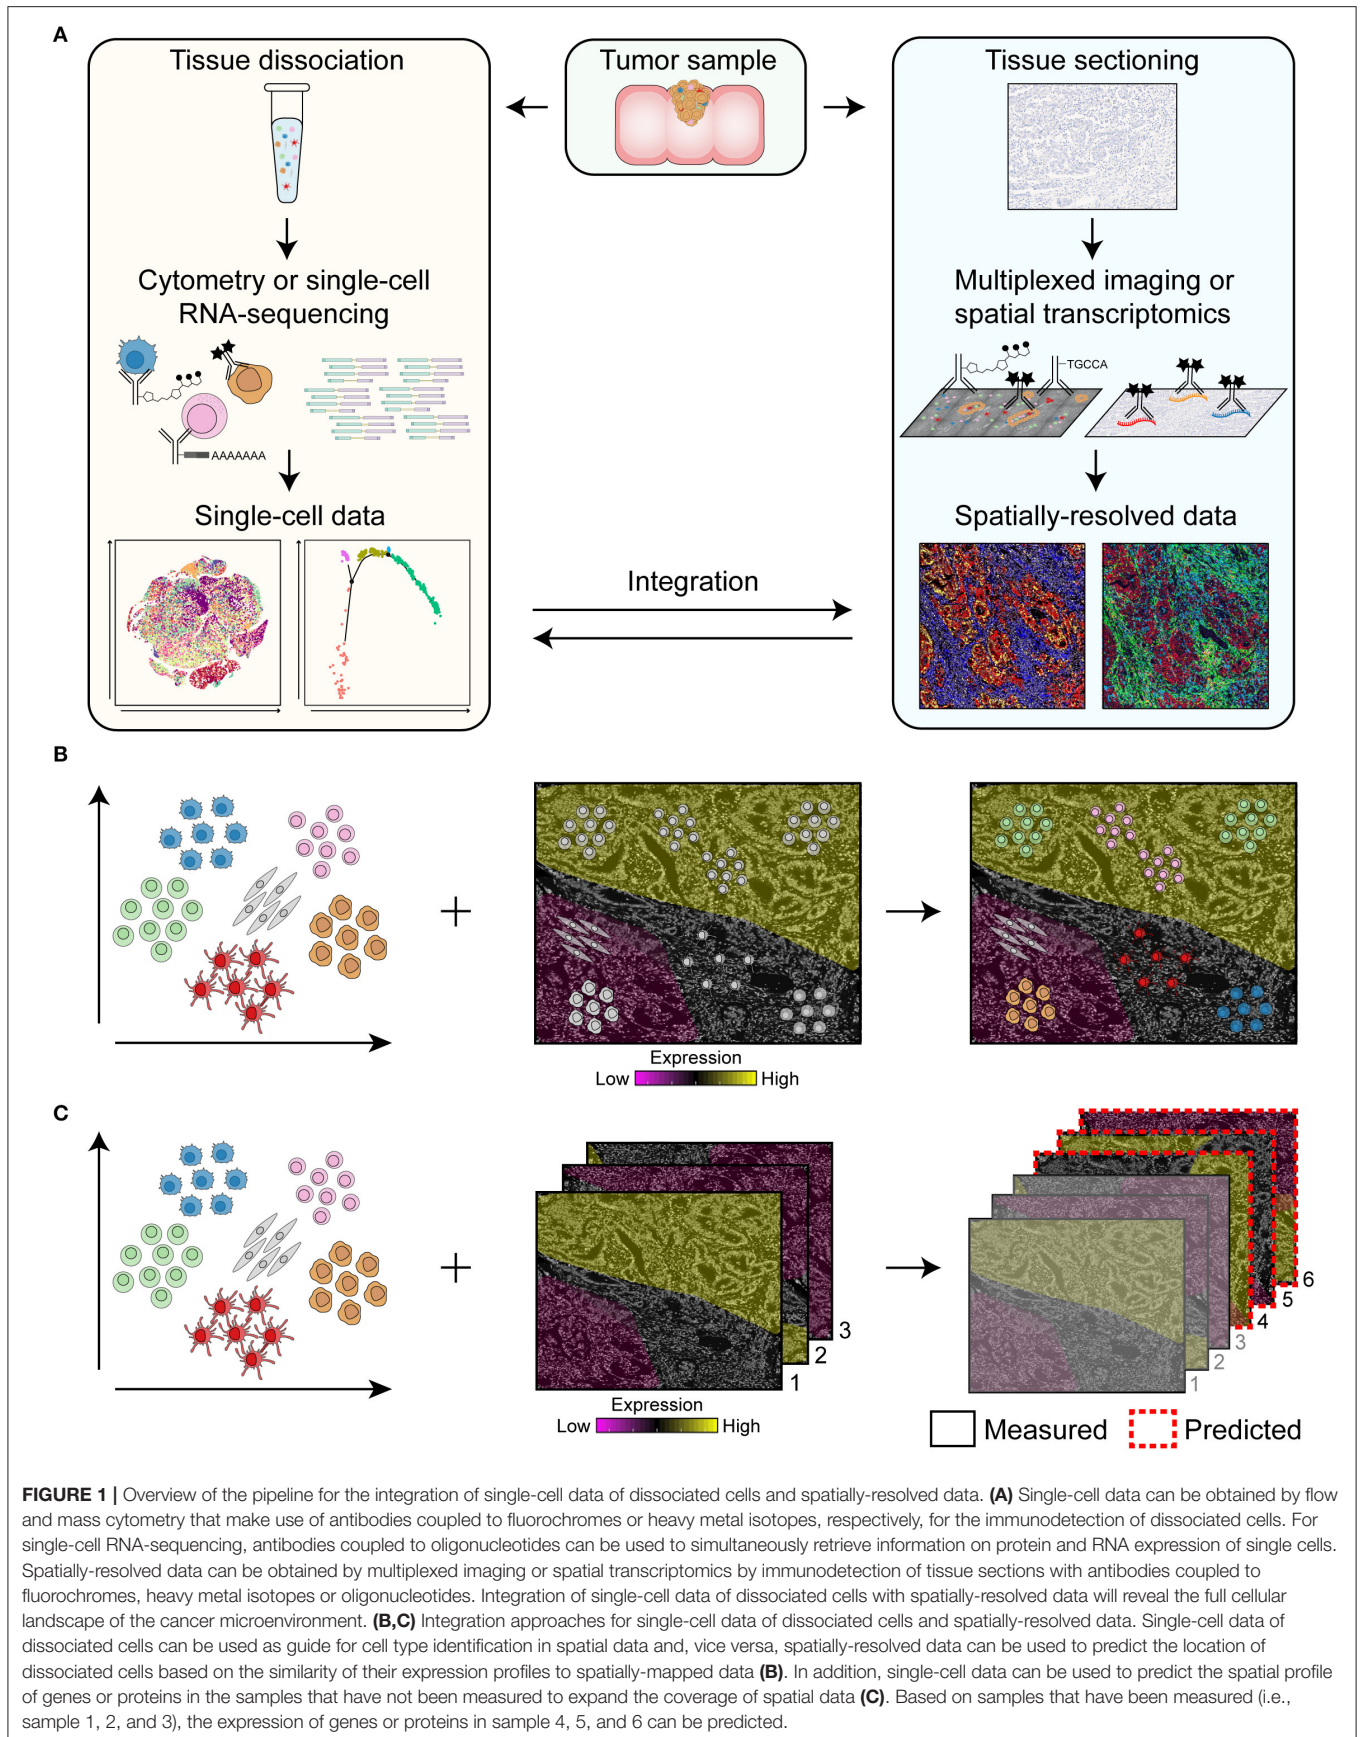 A
Tissue dissociation
Tumor sample
Tissue sectioning
Cytometry or single-cell
RNA-sequencing
Multiplexed imaging or
spatial transcriptomics
TGCCA
AAAAAAA
Single-cell data
Spatially-resolved data
Integration
B
+
Expression
Low
High
C
+
3
2
1
6
5
4
3
2
1
Expression
Low
High
Measured
Predicted
FIGURE 1 | Overview of the pipeline for the integration of single-cell data of dissociated cells and spatially-resolved data. (A) Single-cell data can be obtained by flow
and mass cytometry that make use of antibodies coupled to fluorochromes or heavy metal isotopes, respectively, for the immunodetection of dissociated cells. For
single-cell RNA-sequencing, antibodies coupled to oligonucleotides can be used to simultaneously retrieve information on protein and RNA expression of single cells.
Spatially-resolved data can be obtained by multiplexed imaging or spatial transcriptomics by immunodetection of tissue sections with antibodies coupled to
fluorochromes, heavy metal isotopes or oligonucleotides. Integration of single-cell data of dissociated cells with spatially-resolved data will reveal the full cellular
landscape of the cancer microenvironment. (B,C) Integration approaches for single-cell data of dissociated cells and spatially-resolved data. Single-cell data of
dissociated cells can be used as guide for cell type identification in spatial data and, vice versa, spatially-resolved data can be used to predict the location of
dissociated cells based on the similarity of their expression profiles to spatially-mapped data (B). In addition, single-cell data can be used to predict the spatial profile
of genes or proteins in the samples that have not been measured to expand the coverage of spatial data (C). Based on samples that have been measured (i.e.,
sample 1, 2, and 3), the expression of genes or proteins in sample 4, 5, and 6 can be predicted.